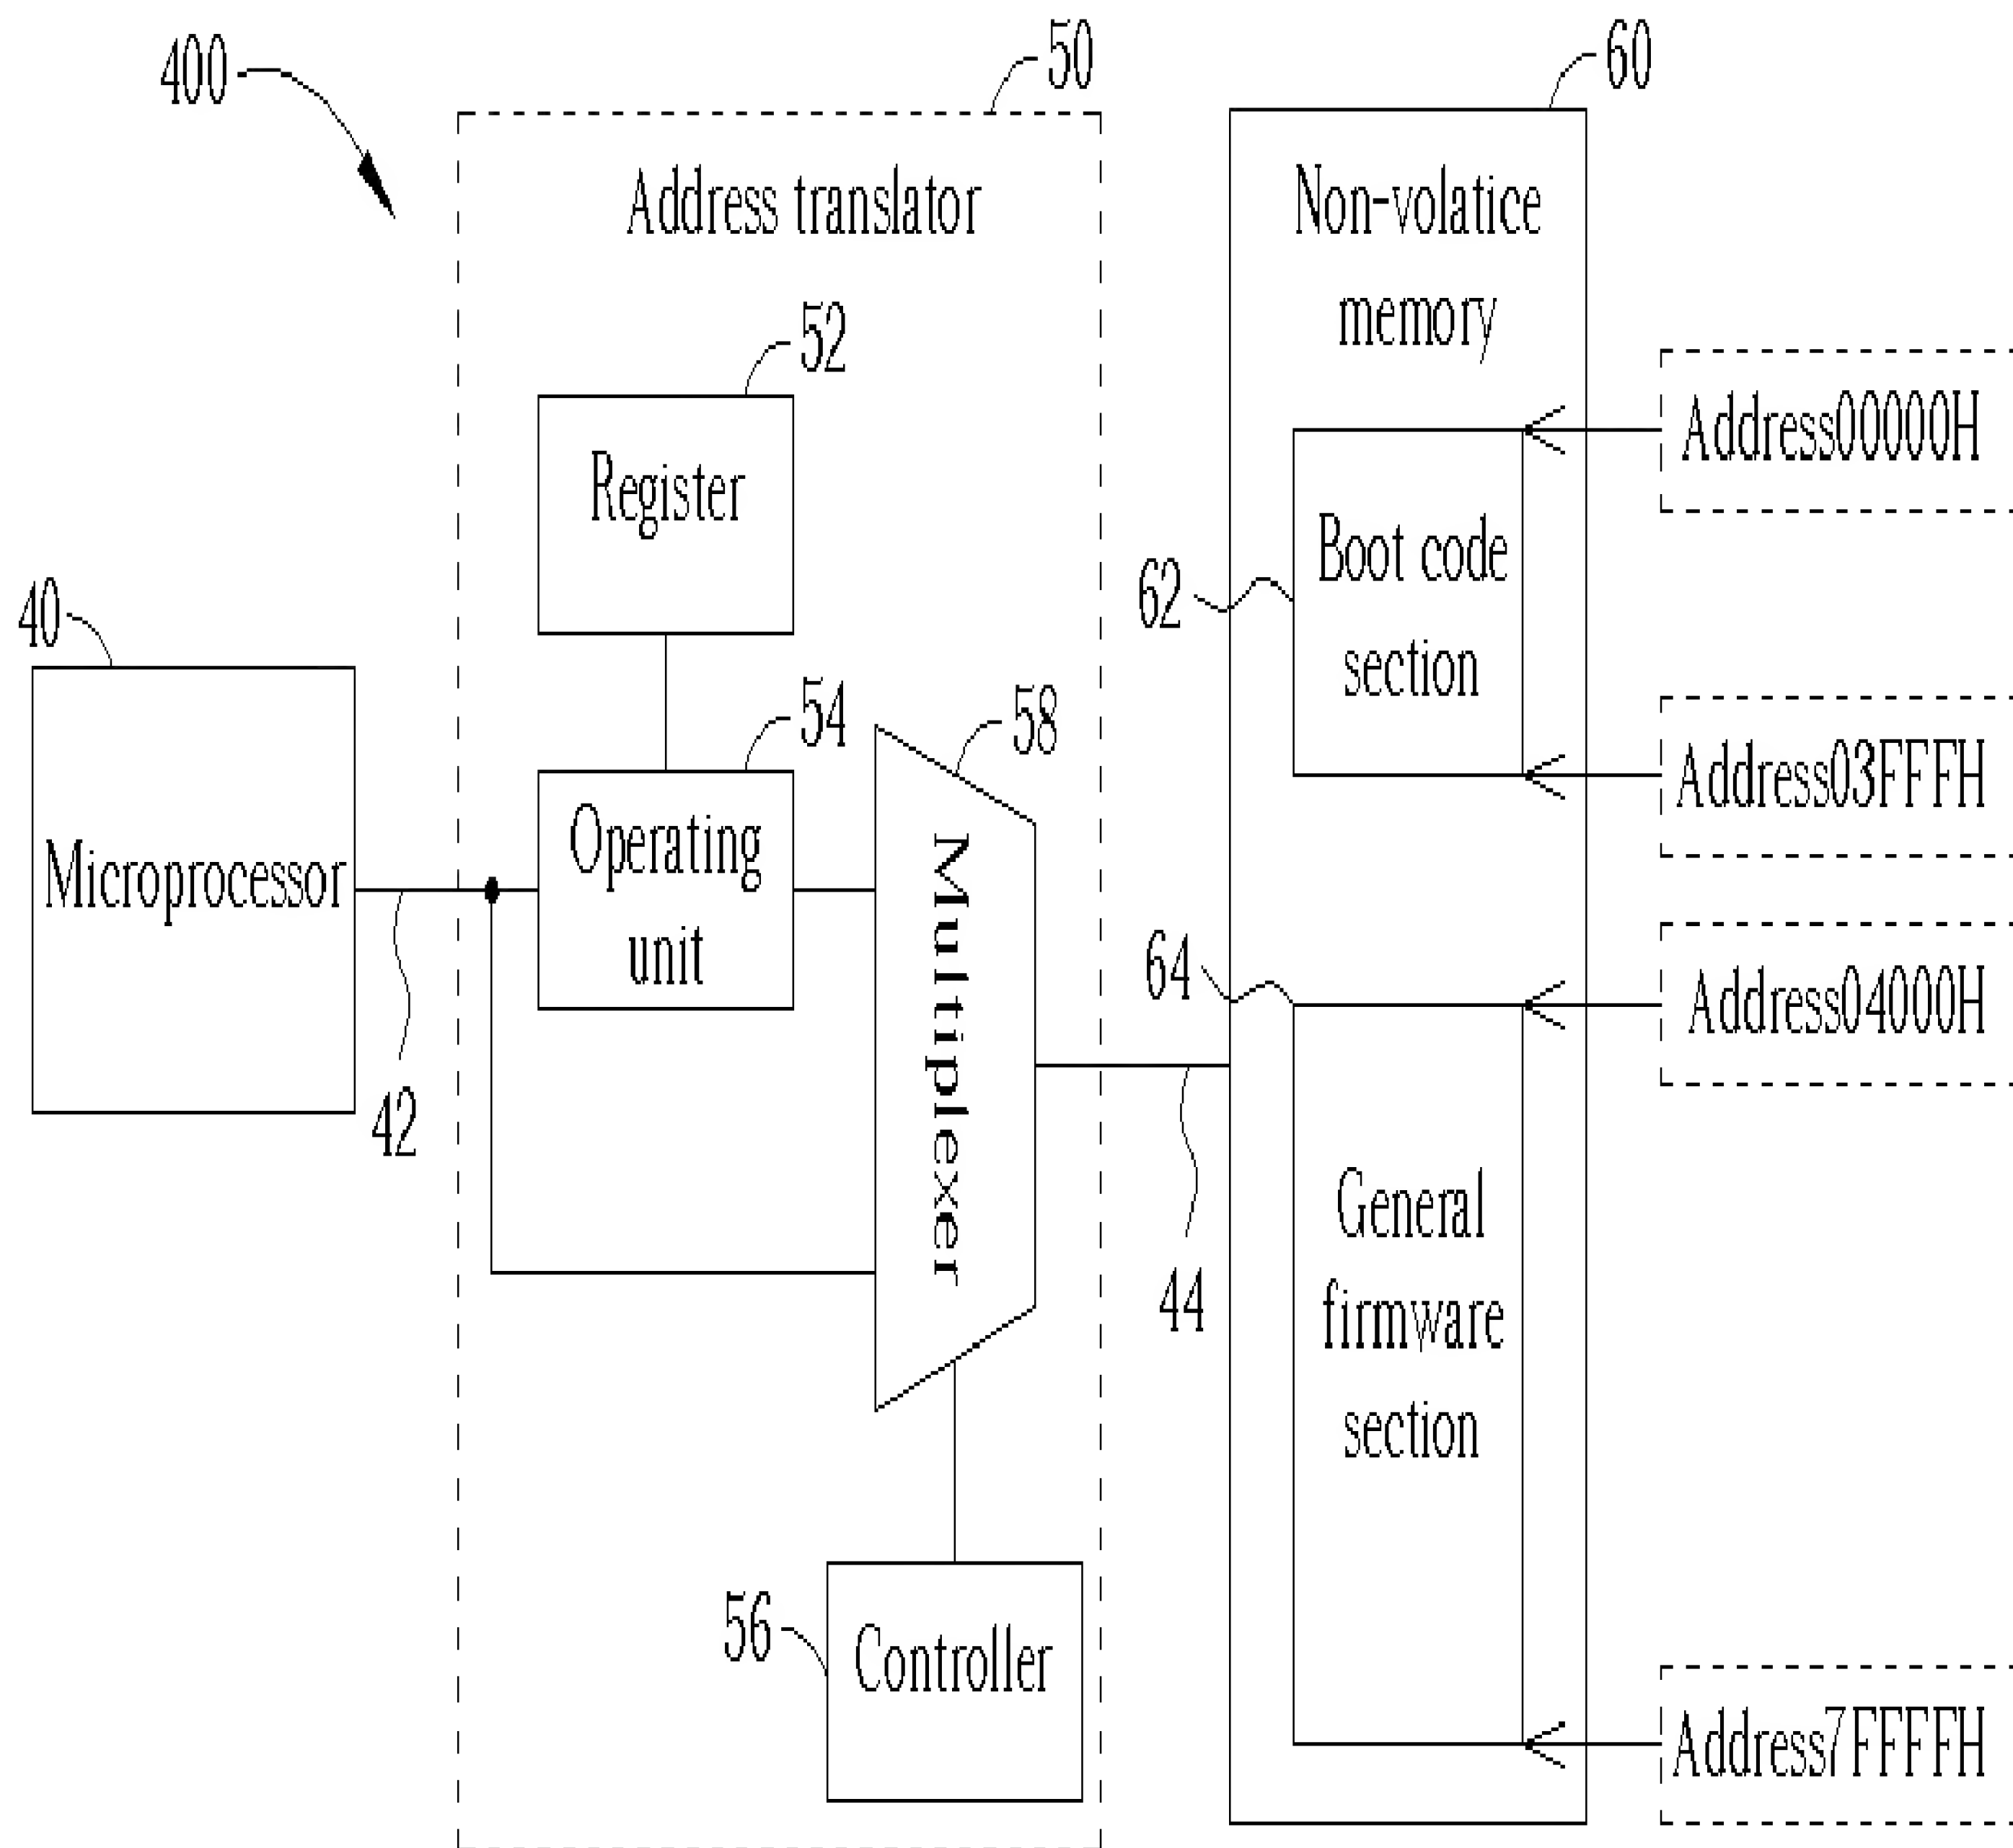 400
50
60
Address translator
Non-volatice
memory
52
Register
Address00000H
Boot code
section
62
40
Microprocessor
54
58
Operating
unit
Multiplexer
Address03FFFH
64
Address04000H
42
44
General
firmware
section
56
Controller
Address7FFFFH